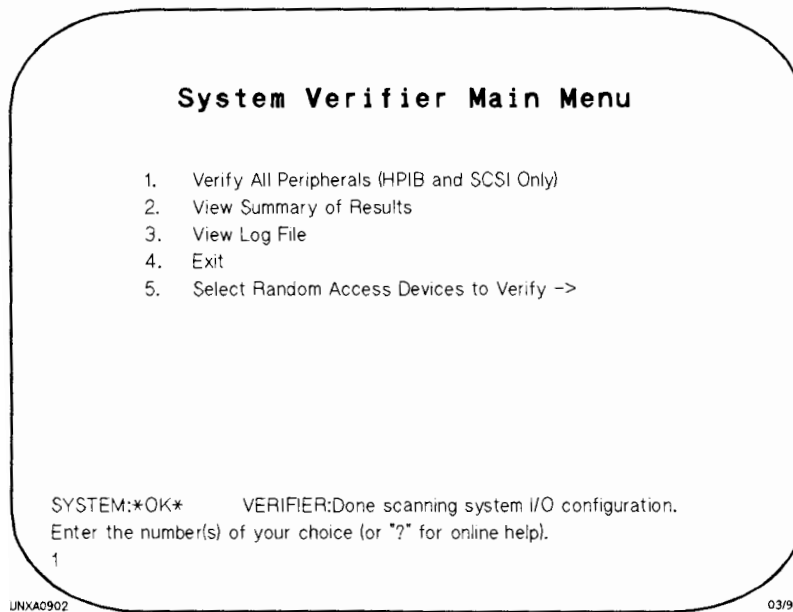 System Verifier Main Menu
1. Verify All Peripherals (HPIB and SCSI Only)
2. View Summary of Results
3. View Log File
4. Exit
5. Select Random Access Devices to Verify ->
SYSTEM:*OK* VERIFIER:Done scanning system I/O configuration.
Enter the number(s) of your choice (or "?" for online help).
1
UNXA0902 03/9